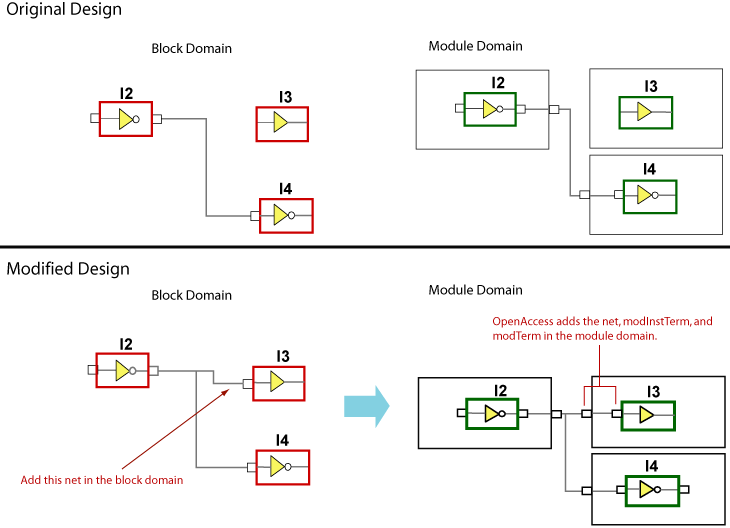 Original Design
Block Domain
Module Domain
I2
I3
I4
I2
I3
I4
Modified Design
Block Domain
Module Domain
OpenAccess adds the net, modInstTerm, and
modTerm in the module domain.
I2
I3
I4
Add this net in the block domain
I2
I3
I4